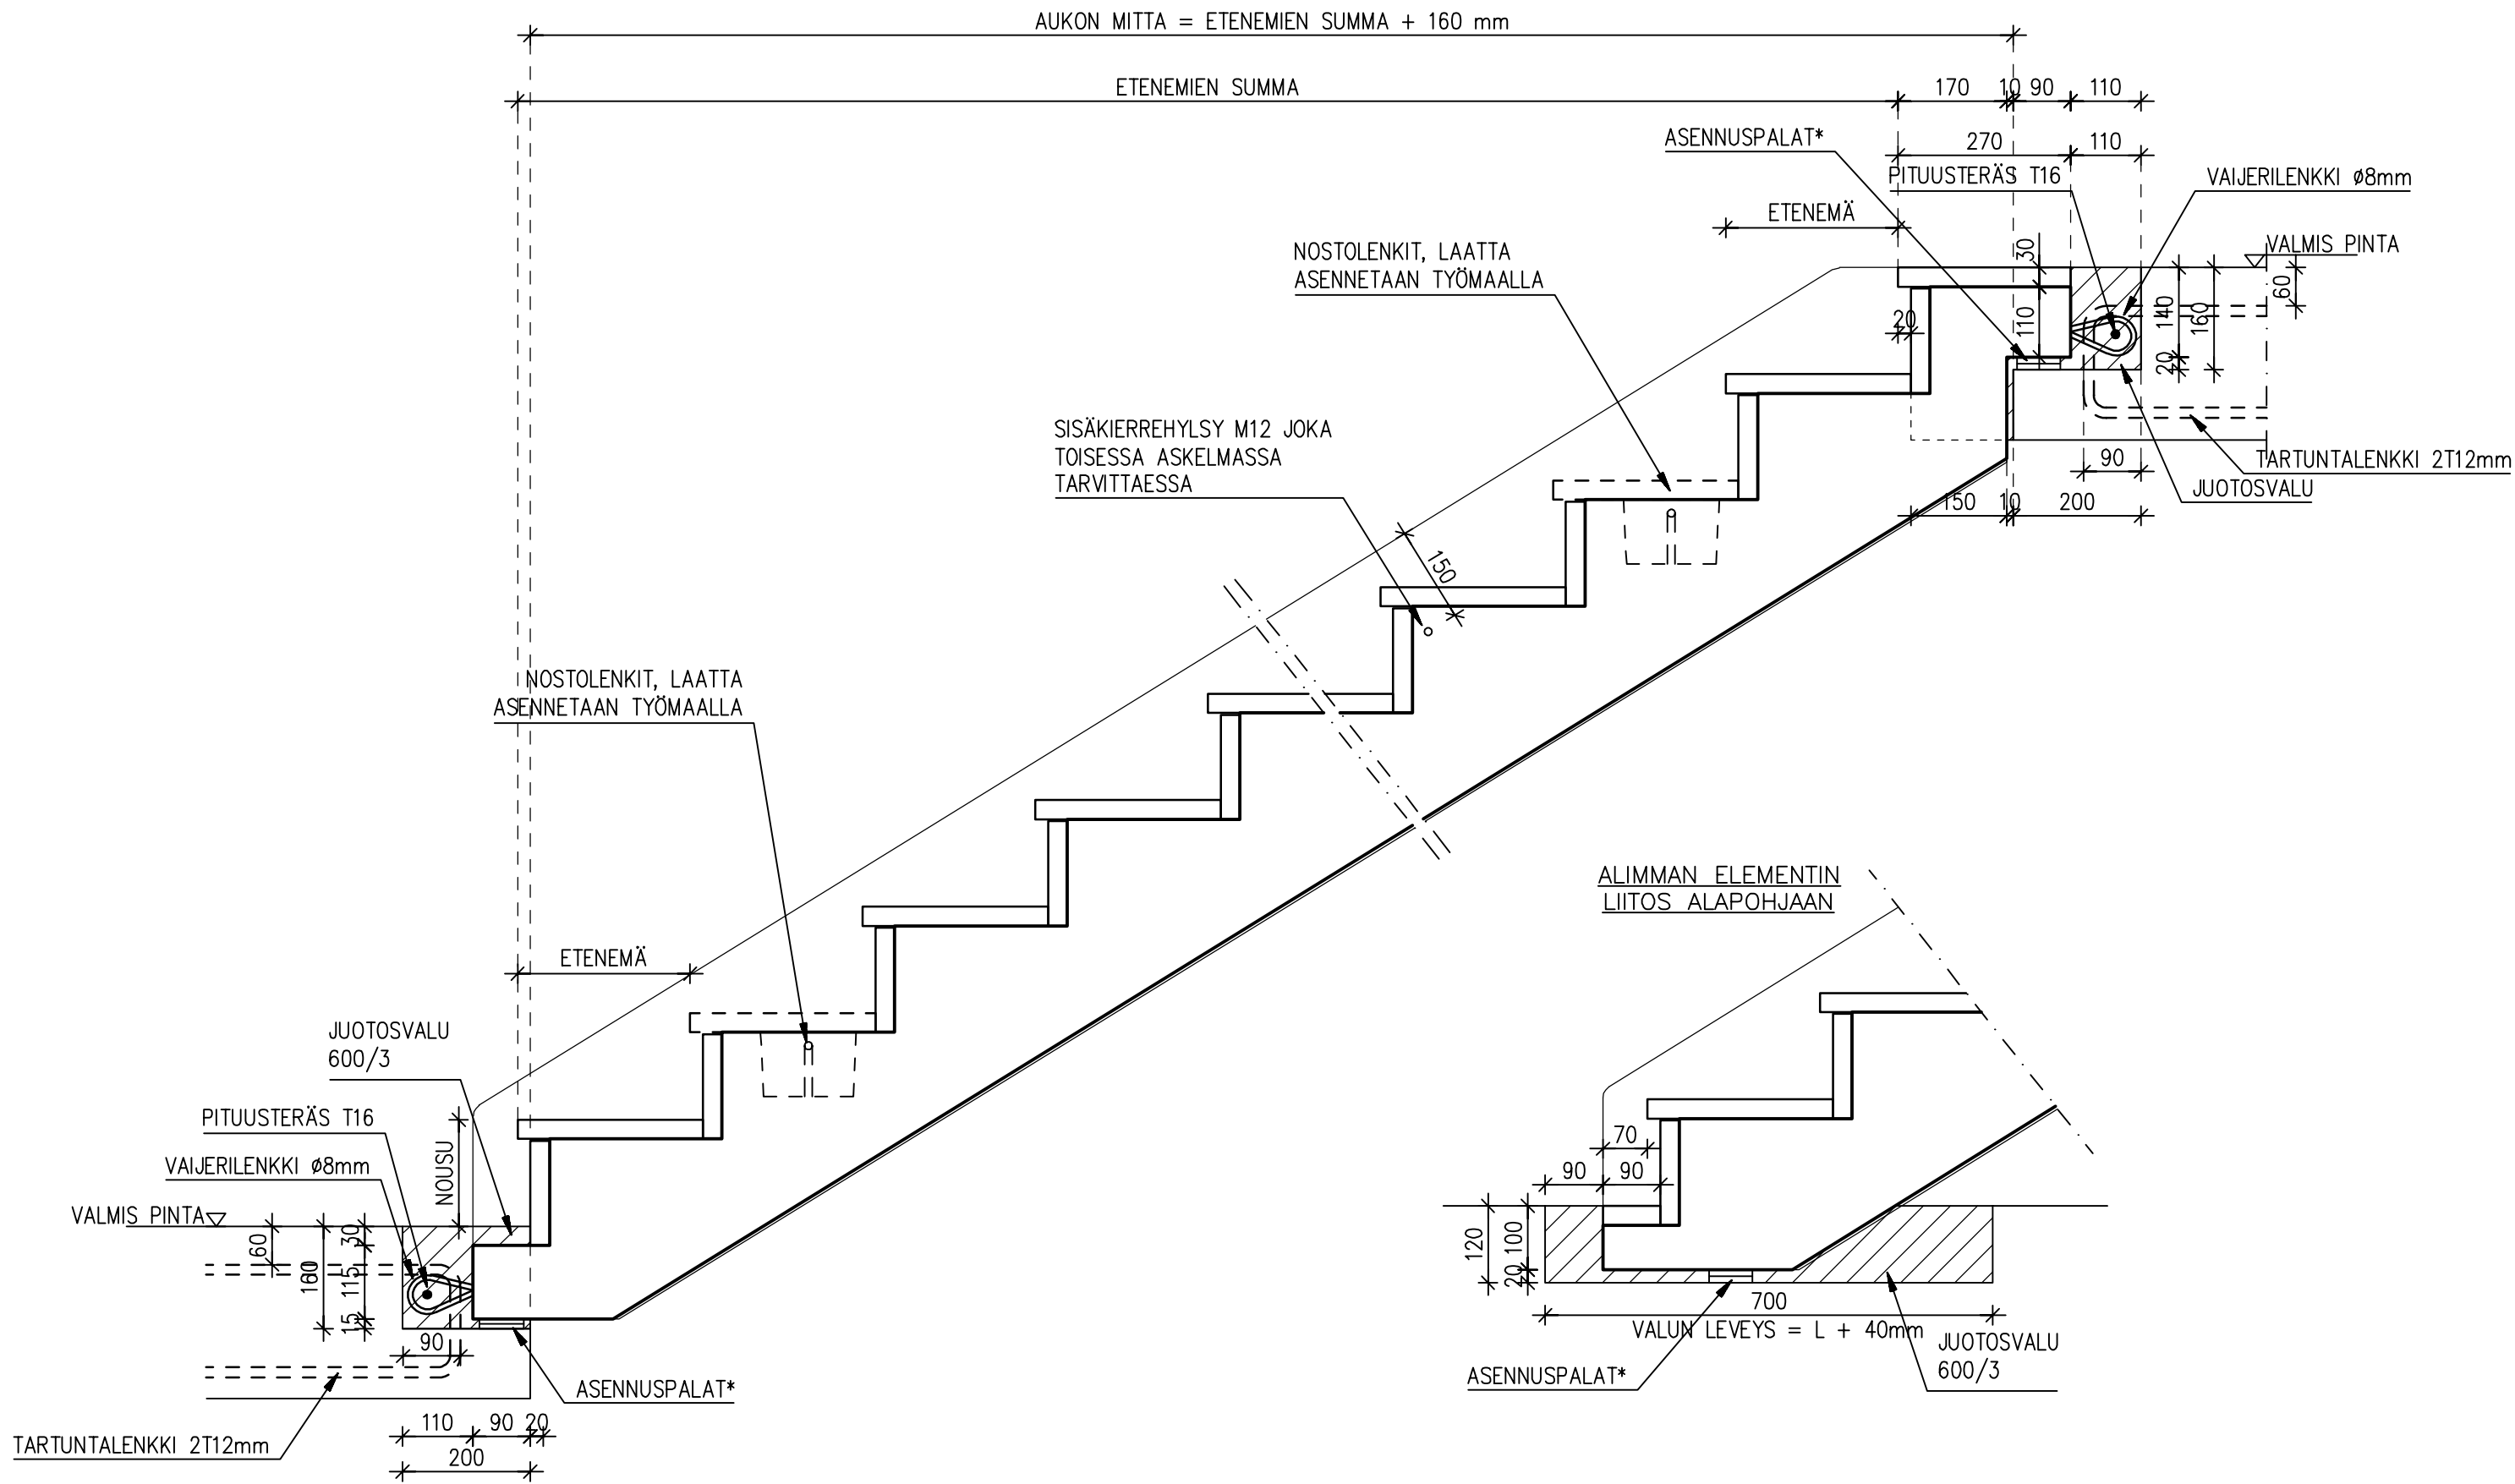 AUKON MITTA = ETENEMIEN SUMMA + 160 mm
ETENEMIEN SUMMA
170
10
90
110
ASENNUSPALAT*
270
110
PITUUSTERÄS T16
VAIJERILENKKI ø8mm
ETENEMÄ
NOSTOLENKIT, LAATTA
ASENNETAAN TYÖMAALLA
VALMIS PINTA
30
60
20
110
140
160
20
SISÄKIERREHYLSY M12 JOKA
TOISESSA ASKELMASSA
TARVITTAESSA
90
TARTUNTALENKKI 2T12mm
JUOTOSVALU
150
10
200
150
NOSTOLENKIT, LAATTA
ASENNETAAN TYÖMAALLA
ETENEMÄ
JUOTOSVALU
600/3
PITUUSTERÄS T16
VAIJERILENKKI ø8mm
NOUSU
VALMIS PINTA
60
160
30
115
15
90
ASENNUSPALAT*
110
90
20
TARTUNTALENKKI 2T12mm
200
ALIMMAN ELEMENTIN
LIITOS ALAPOHJAAN
70
90
90
120
100
20
700
VALUN LEVEYS = L + 40mm
JUOTOSVALU
600/3
ASENNUSPALAT*